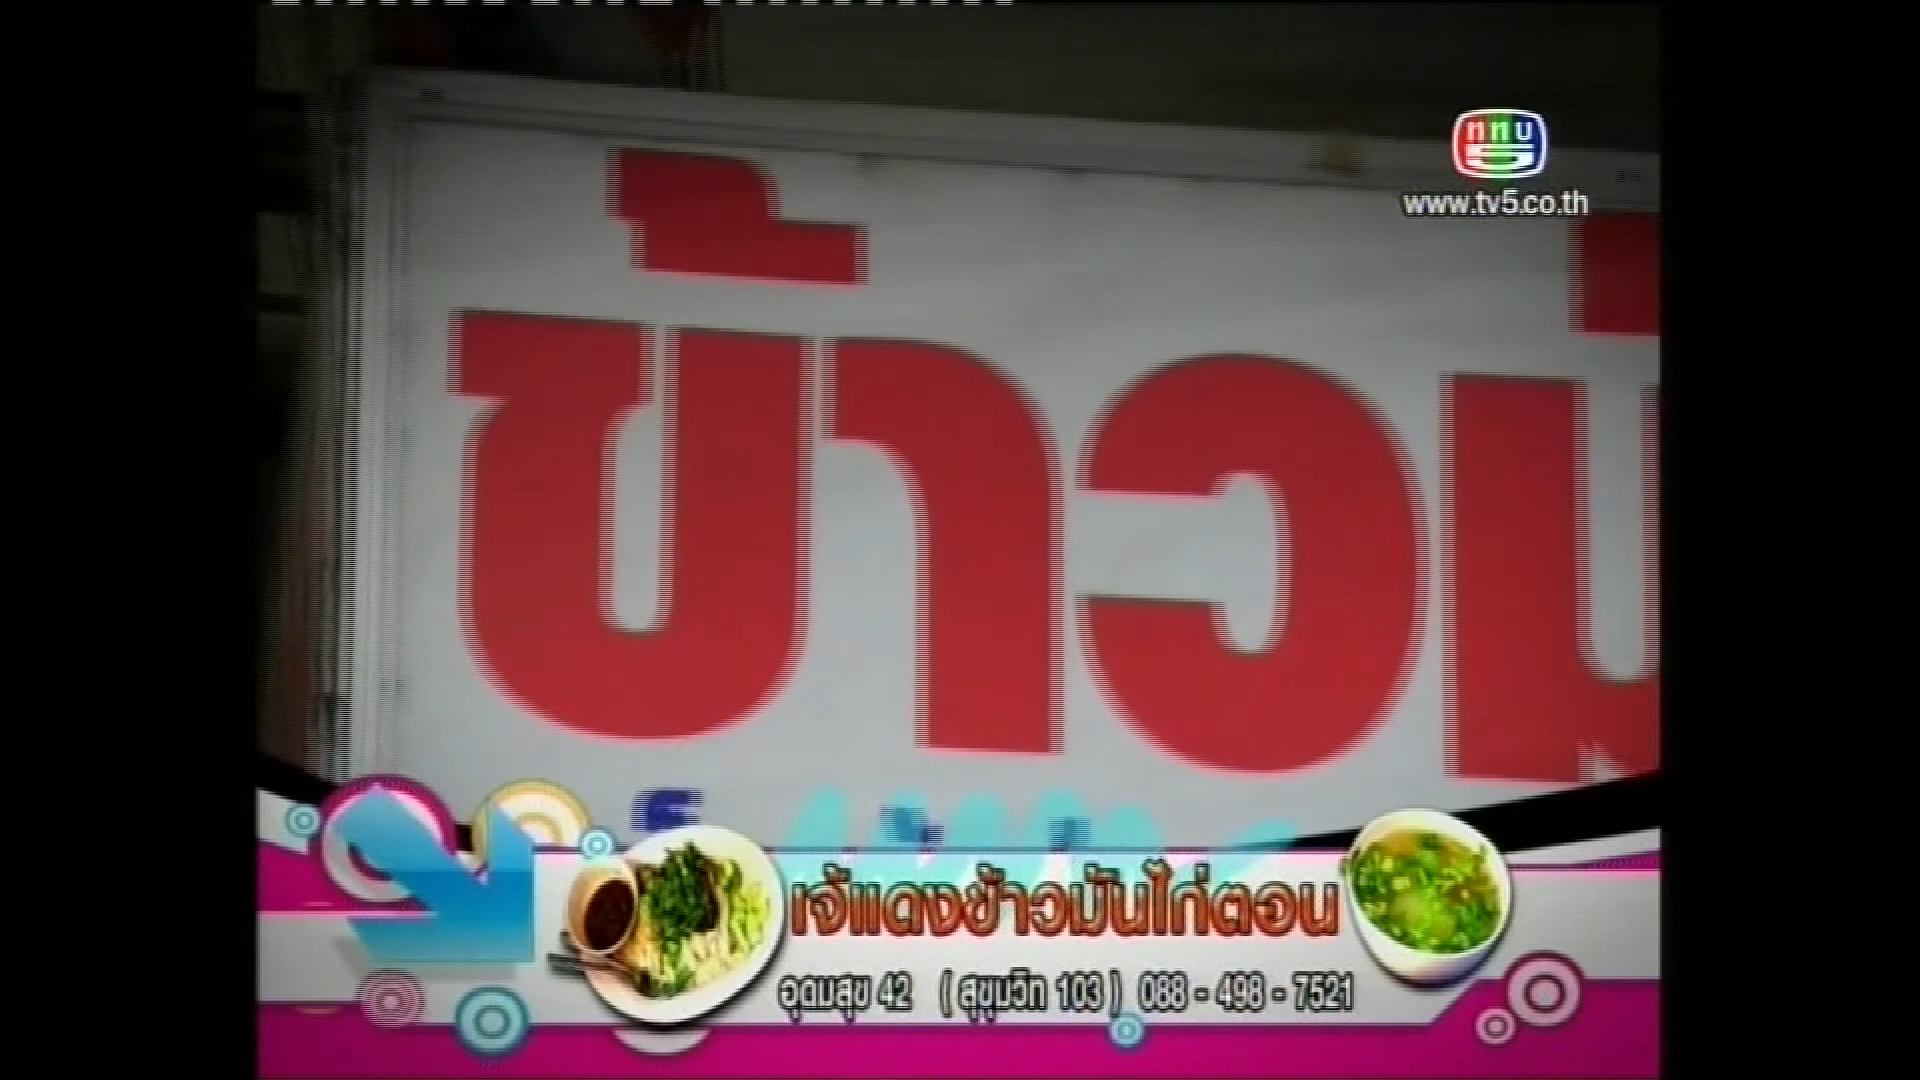 ททบ 5
www.tv5.co.th
ข้าวมั
เจ๊แดงข้าวมันไก่ตอน
อุดมสุข 42 ( สุขุมวิท 103 ) 088 - 498 - 7521